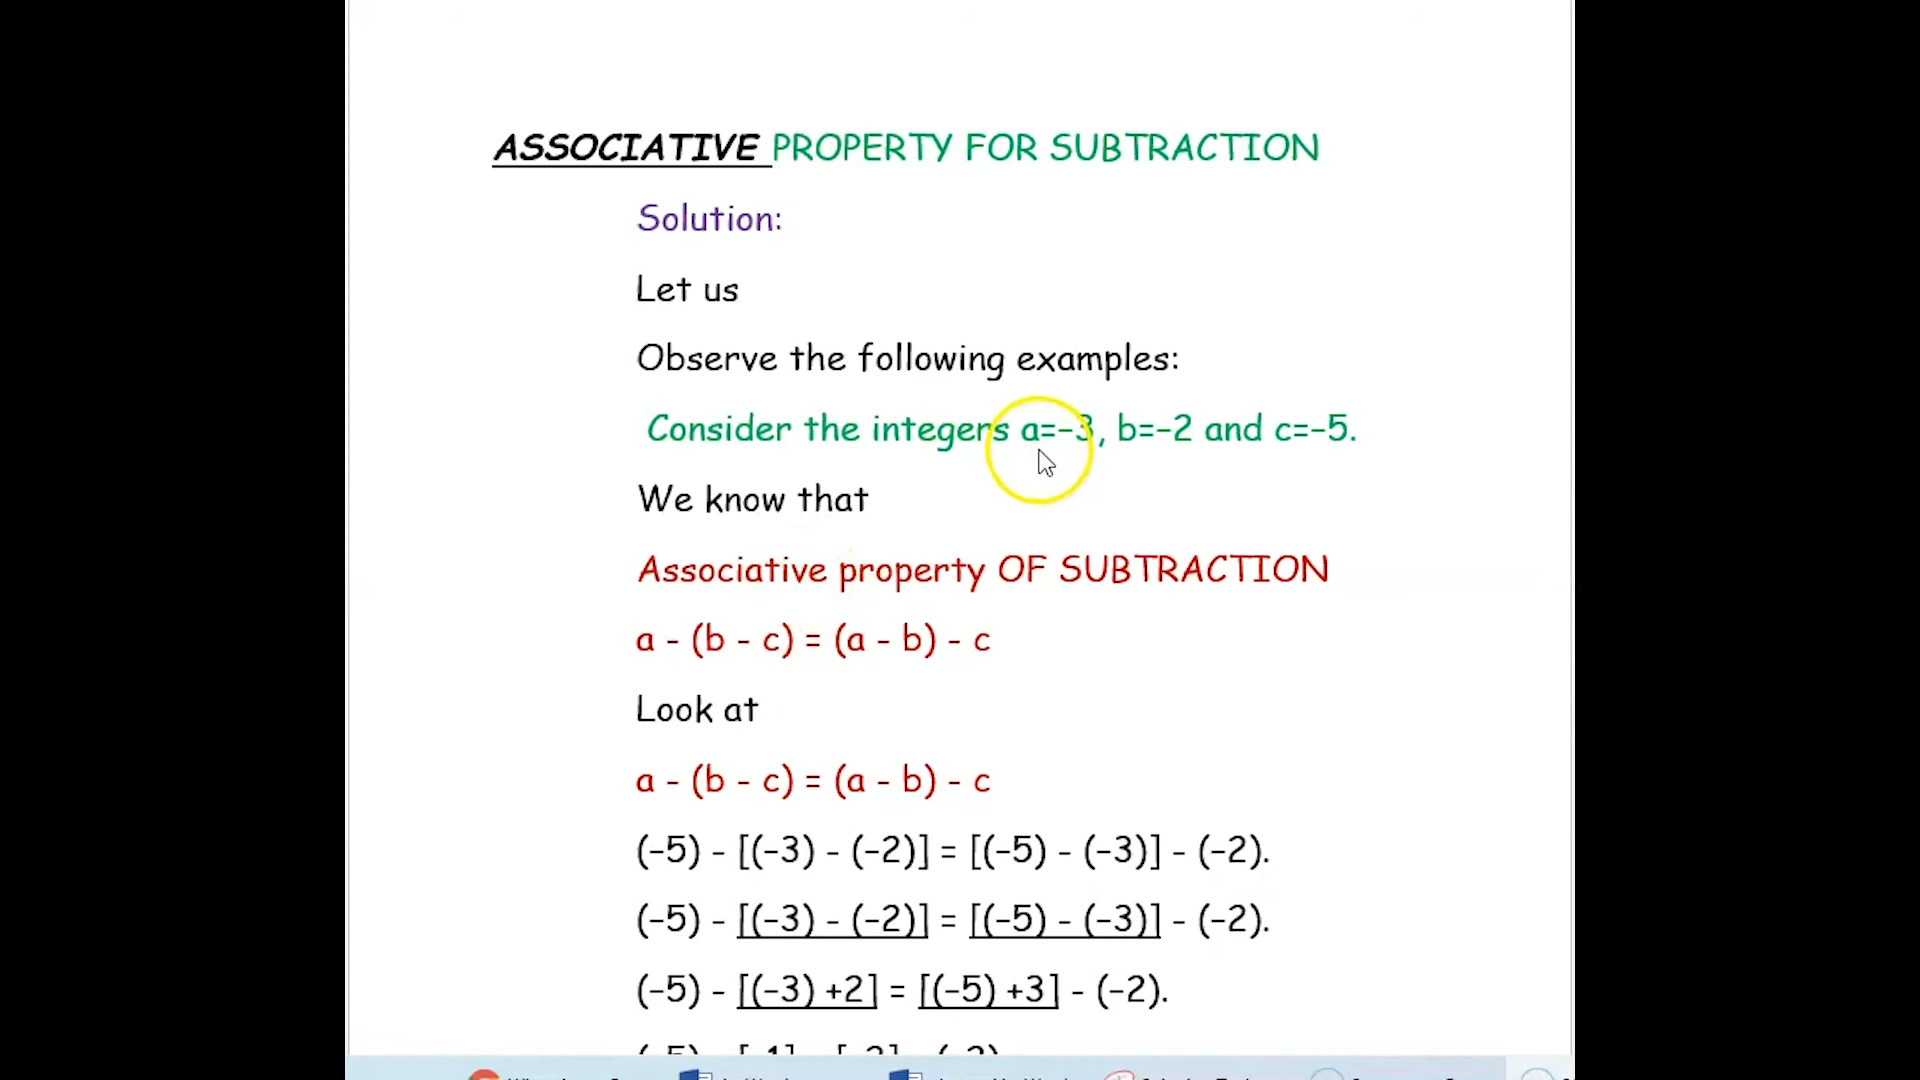 ASSOCIATIVE PROPERTY FOR SUBTRACTION
Solution:
Let us
Observe the following examples:
Consider the integers a=−3, b=−2 and c=−5.
We know that
Associative property OF SUBTRACTION
a - (b - c) = (a - b) - c
Look at
a - (b - c) = (a - b) - c
(−5) - [(−3) - (−2)] = [(−5) - (−3)] - (−2).
(−5) - [(−3) - (−2)] = [(−5) - (−3)] - (−2).
(−5) - [(−3) +2] = [(−5) +3] - (−2).